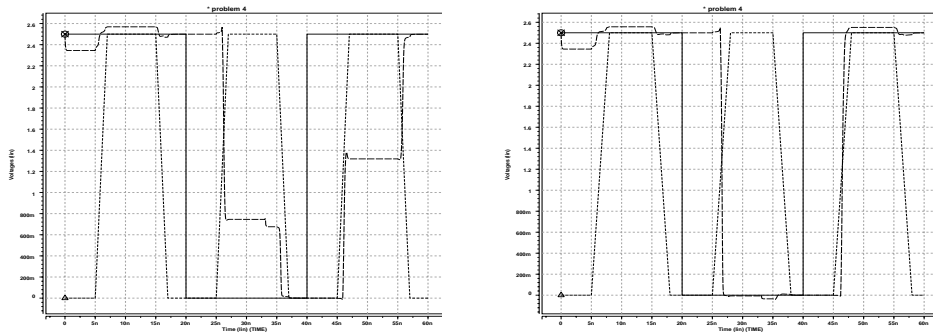 * problem 4
2.6
2.4
2.2
2
1.8
1.6
1.4
1.2
1
800m
600m
400m
200m
0
Voltages (lin)
0
5n
10n
15n
20n
25n
30n
35n
40n
45n
50n
55n
60n
Time (lin) (TIME)
* problem 4
2.6
2.4
2.2
2
1.8
1.6
1.4
1.2
1
800m
600m
400m
200m
0
Voltages (lin)
0
5n
10n
15n
20n
25n
30n
35n
40n
45n
50n
55n
60n
Time (lin) (TIME)